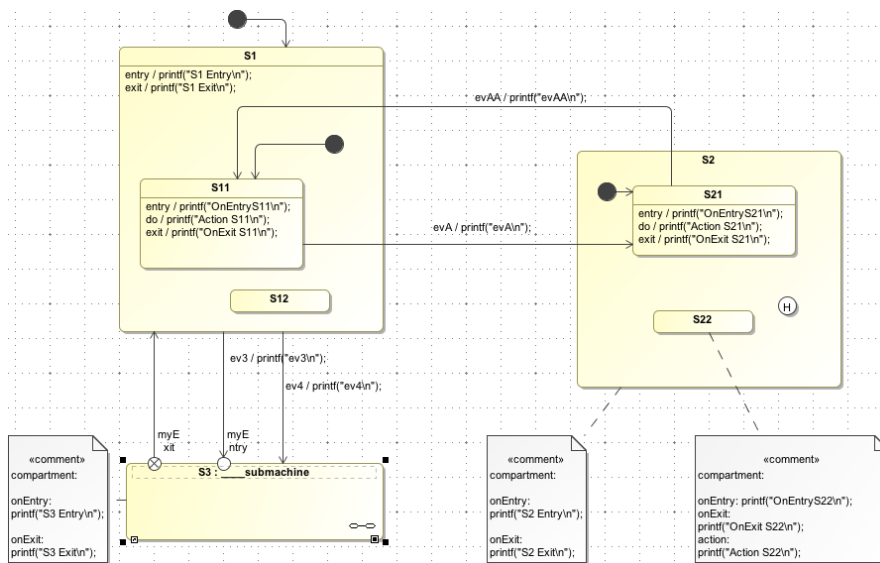 S1
entry / printf("S1 Entry\n");
exit / printf("S1 Exit\n");
evAA / printf("evAA\n");
S2
S11
entry / printf("OnEntryS11\n");
do / printf("Action S11\n");
exit / printf("OnExit S11\n");
S21
entry / printf("OnEntryS21\n");
do / printf("Action S21\n");
exit / printf("OnExit S21\n");
evA / printf("evA\n");
S12
H
S22
ev3 / printf("ev3\n");
ev4 / printf("ev4\n");
myE
xit
myE
ntry
S3 : ____submachine
«comment»
compartment:
onEntry:
printf("S3 Entry\n");
onExit:
printf("S3 Exit\n");
«comment»
compartment:
onEntry:
printf("S2 Entry\n");
onExit:
printf("S2 Exit\n");
«comment»
compartment:
onEntry: printf("OnEntryS22\n");
onExit:
printf("OnExit S22\n");
action:
printf("Action S22\n");